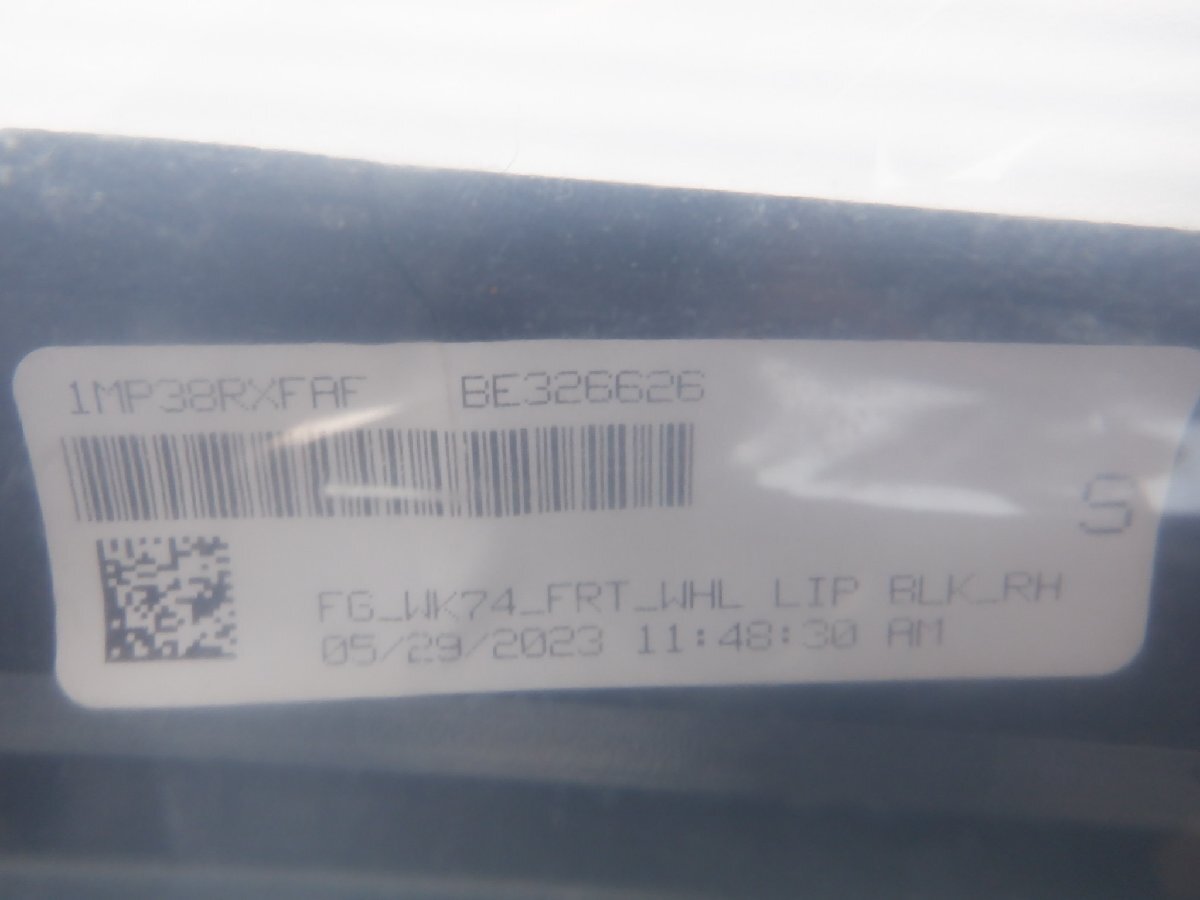 1MP38RXFAF BE326626
S
FG_WK74_FRT_WHL LIP BLK_RH
05/29/2023 11:48:30 AM